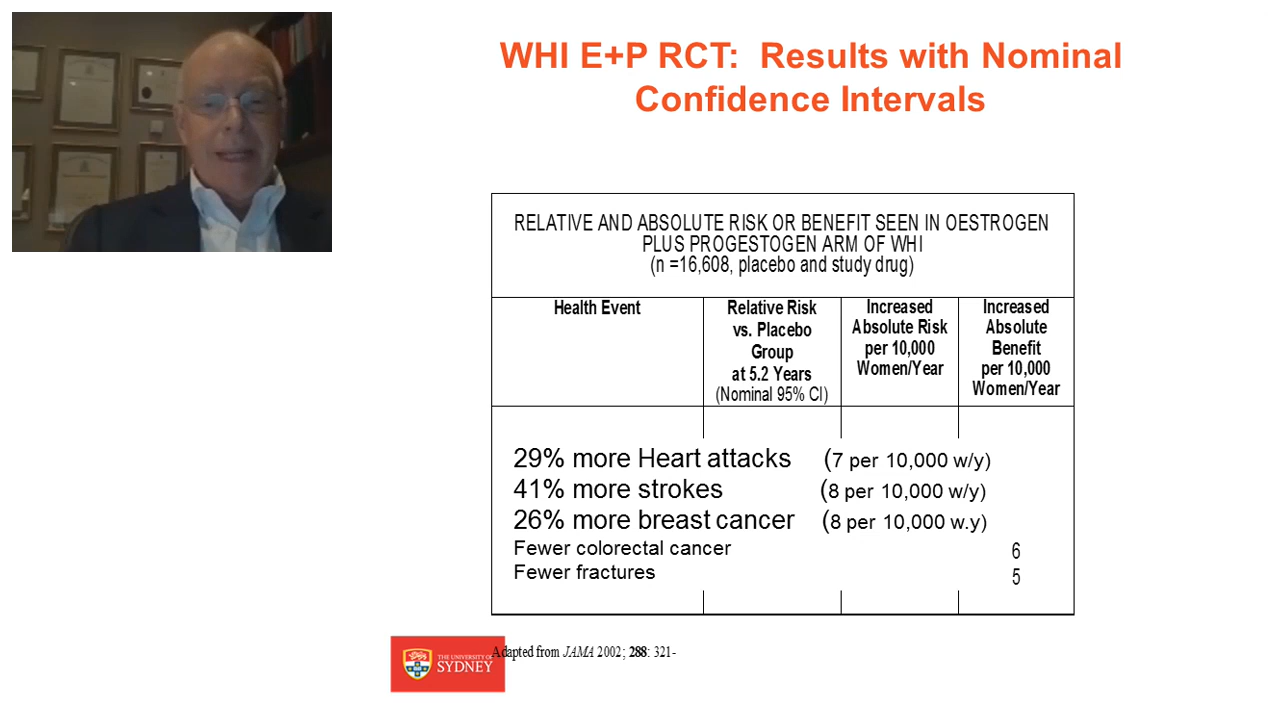 WHI E+P RCT: Results with Nominal
Confidence Intervals
RELATIVE AND ABSOLUTE RISK OR BENEFIT SEEN IN OESTROGEN
PLUS PROGESTOGEN ARM OF WHI
(n =16,608, placebo and study drug)
Health Event
Relative Risk
vs. Placebo
Group
at 5.2 Years
(Nominal 95% CI)
Increased
Absolute Risk
per 10,000
Women/Year
Increased
Absolute
Benefit
per 10,000
Women/Year
29% more Heart attacks (7 per 10,000 w/y)
41% more strokes (8 per 10,000 w/y)
26% more breast cancer (8 per 10,000 w.y)
Fewer colorectal cancer 6
Fewer fractures 5
THE UNIVERSITY OF
SYDNEY
Adapted from JAMA 2002; 288: 321-